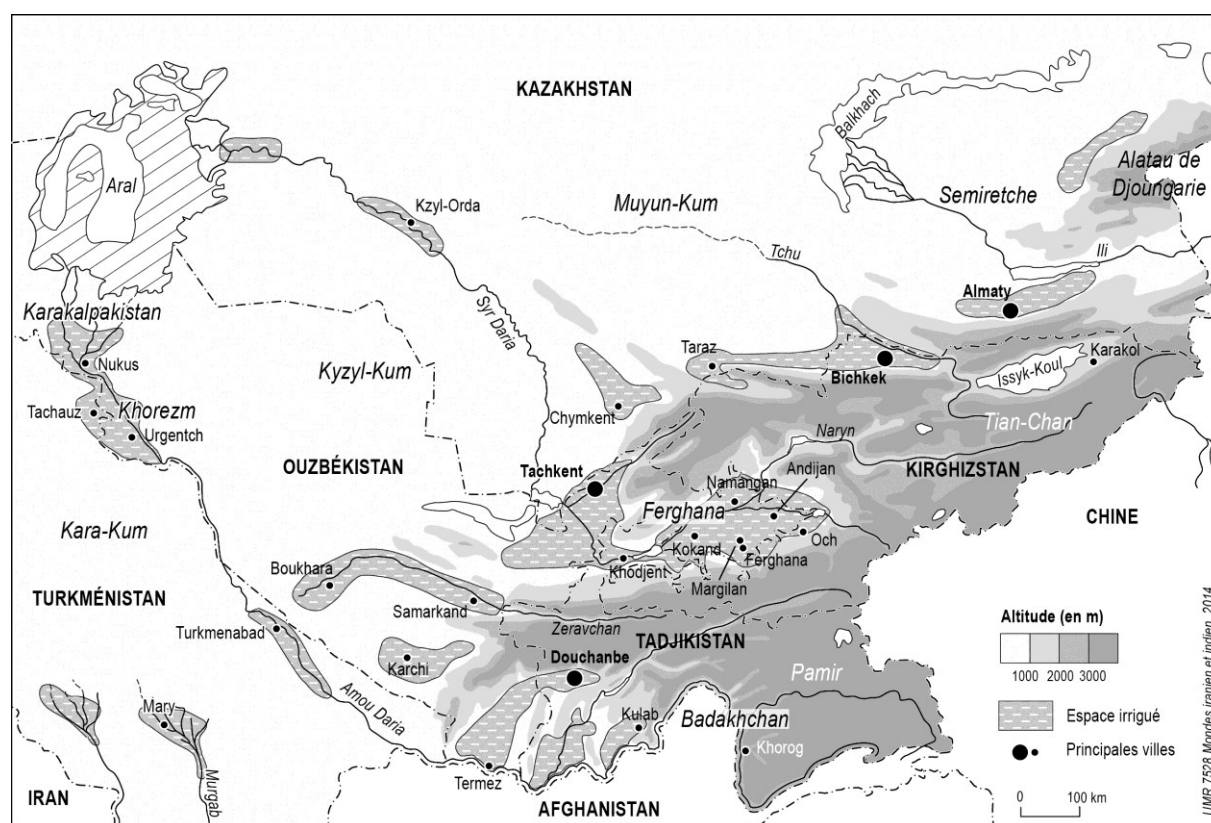 KAZAKHSTAN
Balkhach
Aral
Alatau de
Djoungarie
Semiretche
Kzyl-Orda
Muyun-Kum
Tchu
Ili
Almaty
Karakalpakistan
Syr Daria
Nukus
Kyzyl-Kum
Taraz
Bichkek
Issyk-Koul
Karakol
Tachauz
Khorezm
Urgentch
Chymkent
Tian-Chan
Naryn
OUZBÉKISTAN
Tachkent
Andijan
KIRGHIZSTAN
Namangan
Ferghana
CHINE
Kara-Kum
Kokand
Och
Khodjent
Ferghana
Margilan
Boukhara
TURKMÉNISTAN
Samarkand
Zeravchan
TADJIKISTAN
Turkmenabad
Douchanbe
Karchi
Pamir
Amou Daria
Kulab
Badakhchan
Mary
Khorog
Murgab
Termez
IRAN
AFGHANISTAN
Altitude (en m)
1000 2000 3000
Espace irrigué
Principales villes
0 100 km
UMR 7528 Mondes iranien et indien, 2014